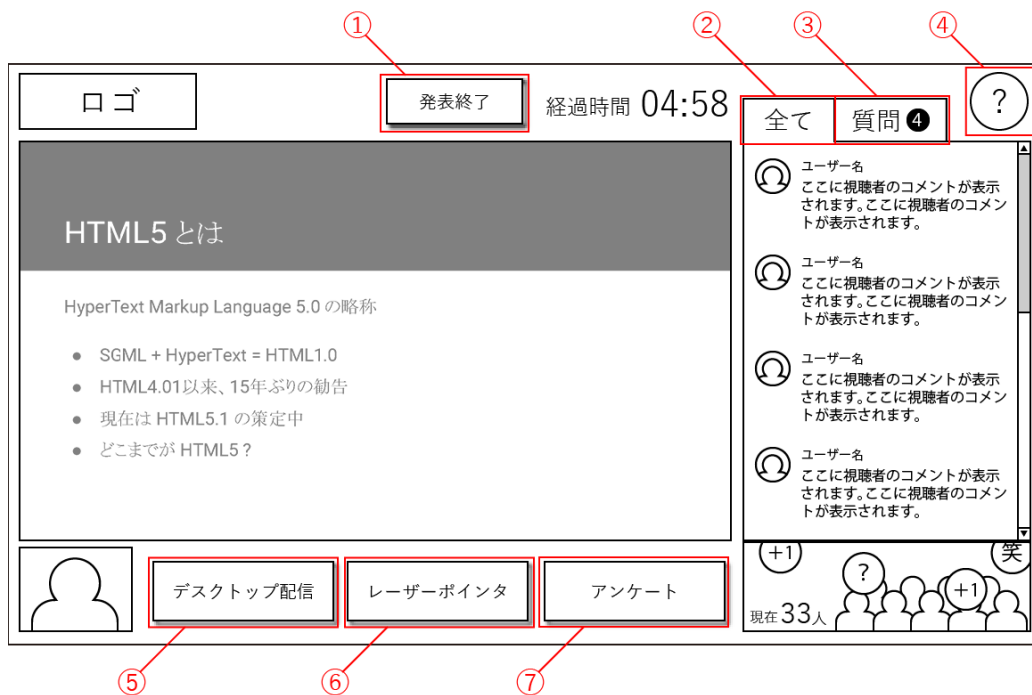 ① ② ③ ④
ロゴ
発表終了
経過時間 04:58
全て
質問 4
?
HTML5 とは
HyperText Markup Language 5.0 の略称
● SGML + HyperText = HTML1.0
● HTML4.01以来、15年ぶりの勧告
● 現在は HTML5.1 の策定中
● どこまでが HTML5 ?
ユーザー名
ここに視聴者のコメントが表示
されます。ここに視聴者のコメン
トが表示されます。
ユーザー名
ここに視聴者のコメントが表示
されます。ここに視聴者のコメン
トが表示されます。
ユーザー名
ここに視聴者のコメントが表示
されます。ここに視聴者のコメン
トが表示されます。
ユーザー名
ここに視聴者のコメントが表示
されます。ここに視聴者のコメン
トが表示されます。
デスクトップ配信
レーザーポインタ
アンケート
+1
笑
?
+1
現在 33人
⑤ ⑥ ⑦